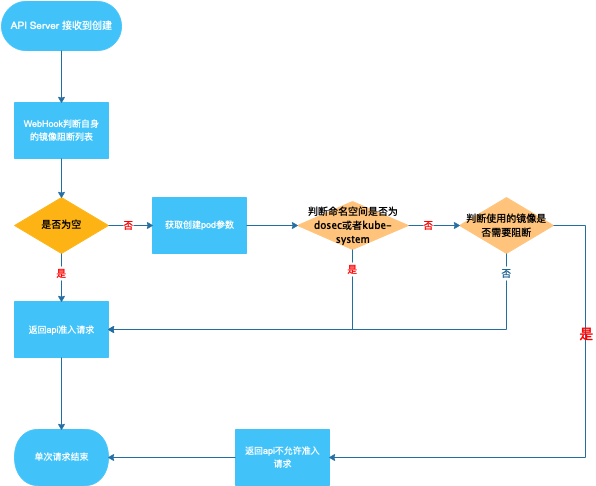 API Server 接收到创建
WebHook判断自身
的镜像阻断列表
是否为空
否
获取创建pod参数
判断命名空间是否为
dosec或者kube-
system
否
判断使用的镜像是
否需要阻断
是
是
否
返回api准入请求
是
单次请求结束
返回api不允许准入
请求